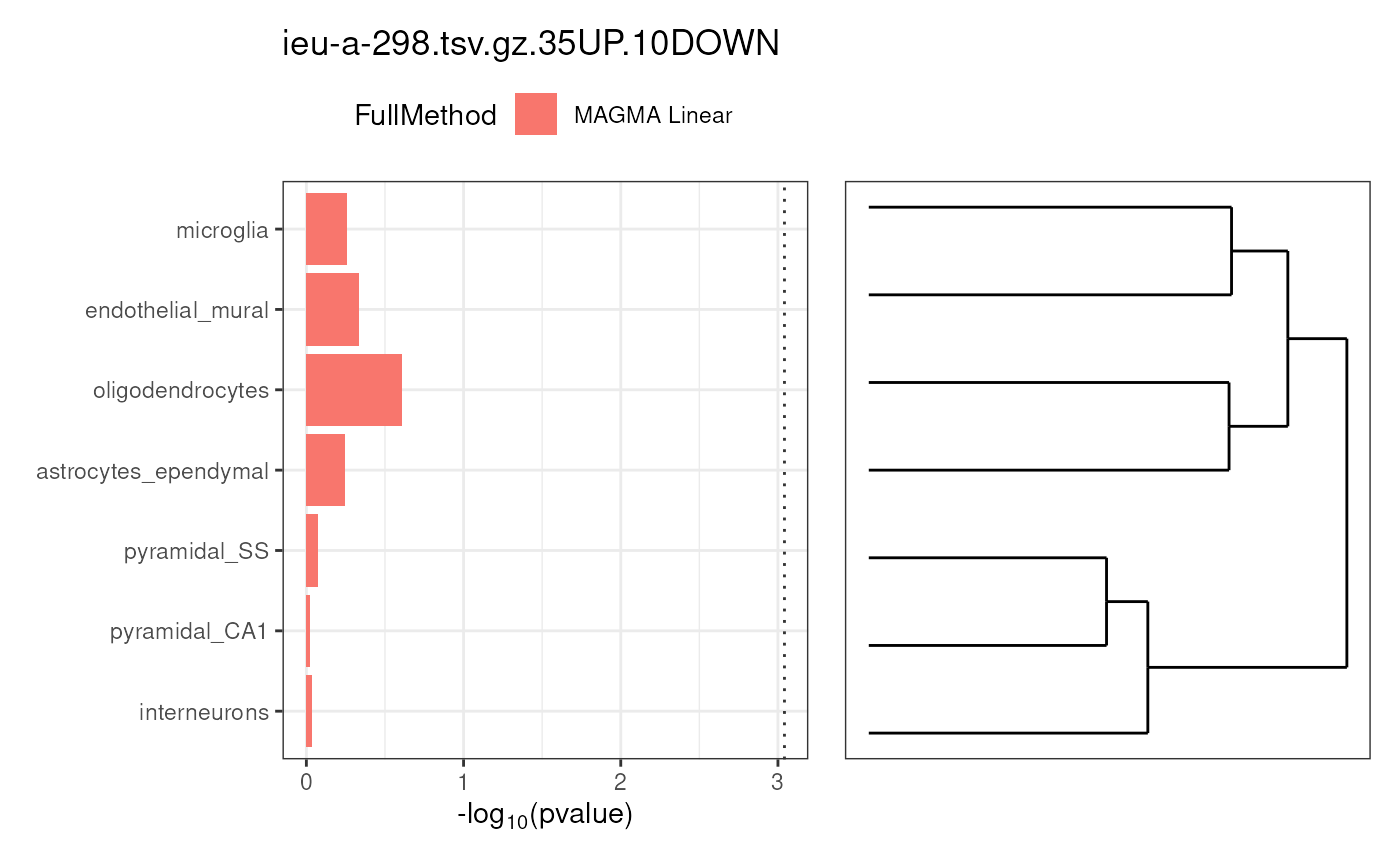 ieu-a-298.tsv.gz.35UP.10DOWN
FullMethod MAGMA Linear
microglia
endothelial_mural
oligodendrocytes
astrocytes_ependymal
pyramidal_SS
pyramidal_CA1
interneurons
0 1 2 3
-log10(pvalue)